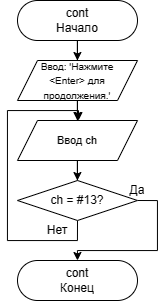 cont
Начало
Ввод: 'Нажмите
<Enter> для
продолжения.'
Ввод ch
ch = #13?
Да
Нет
cont
Конец